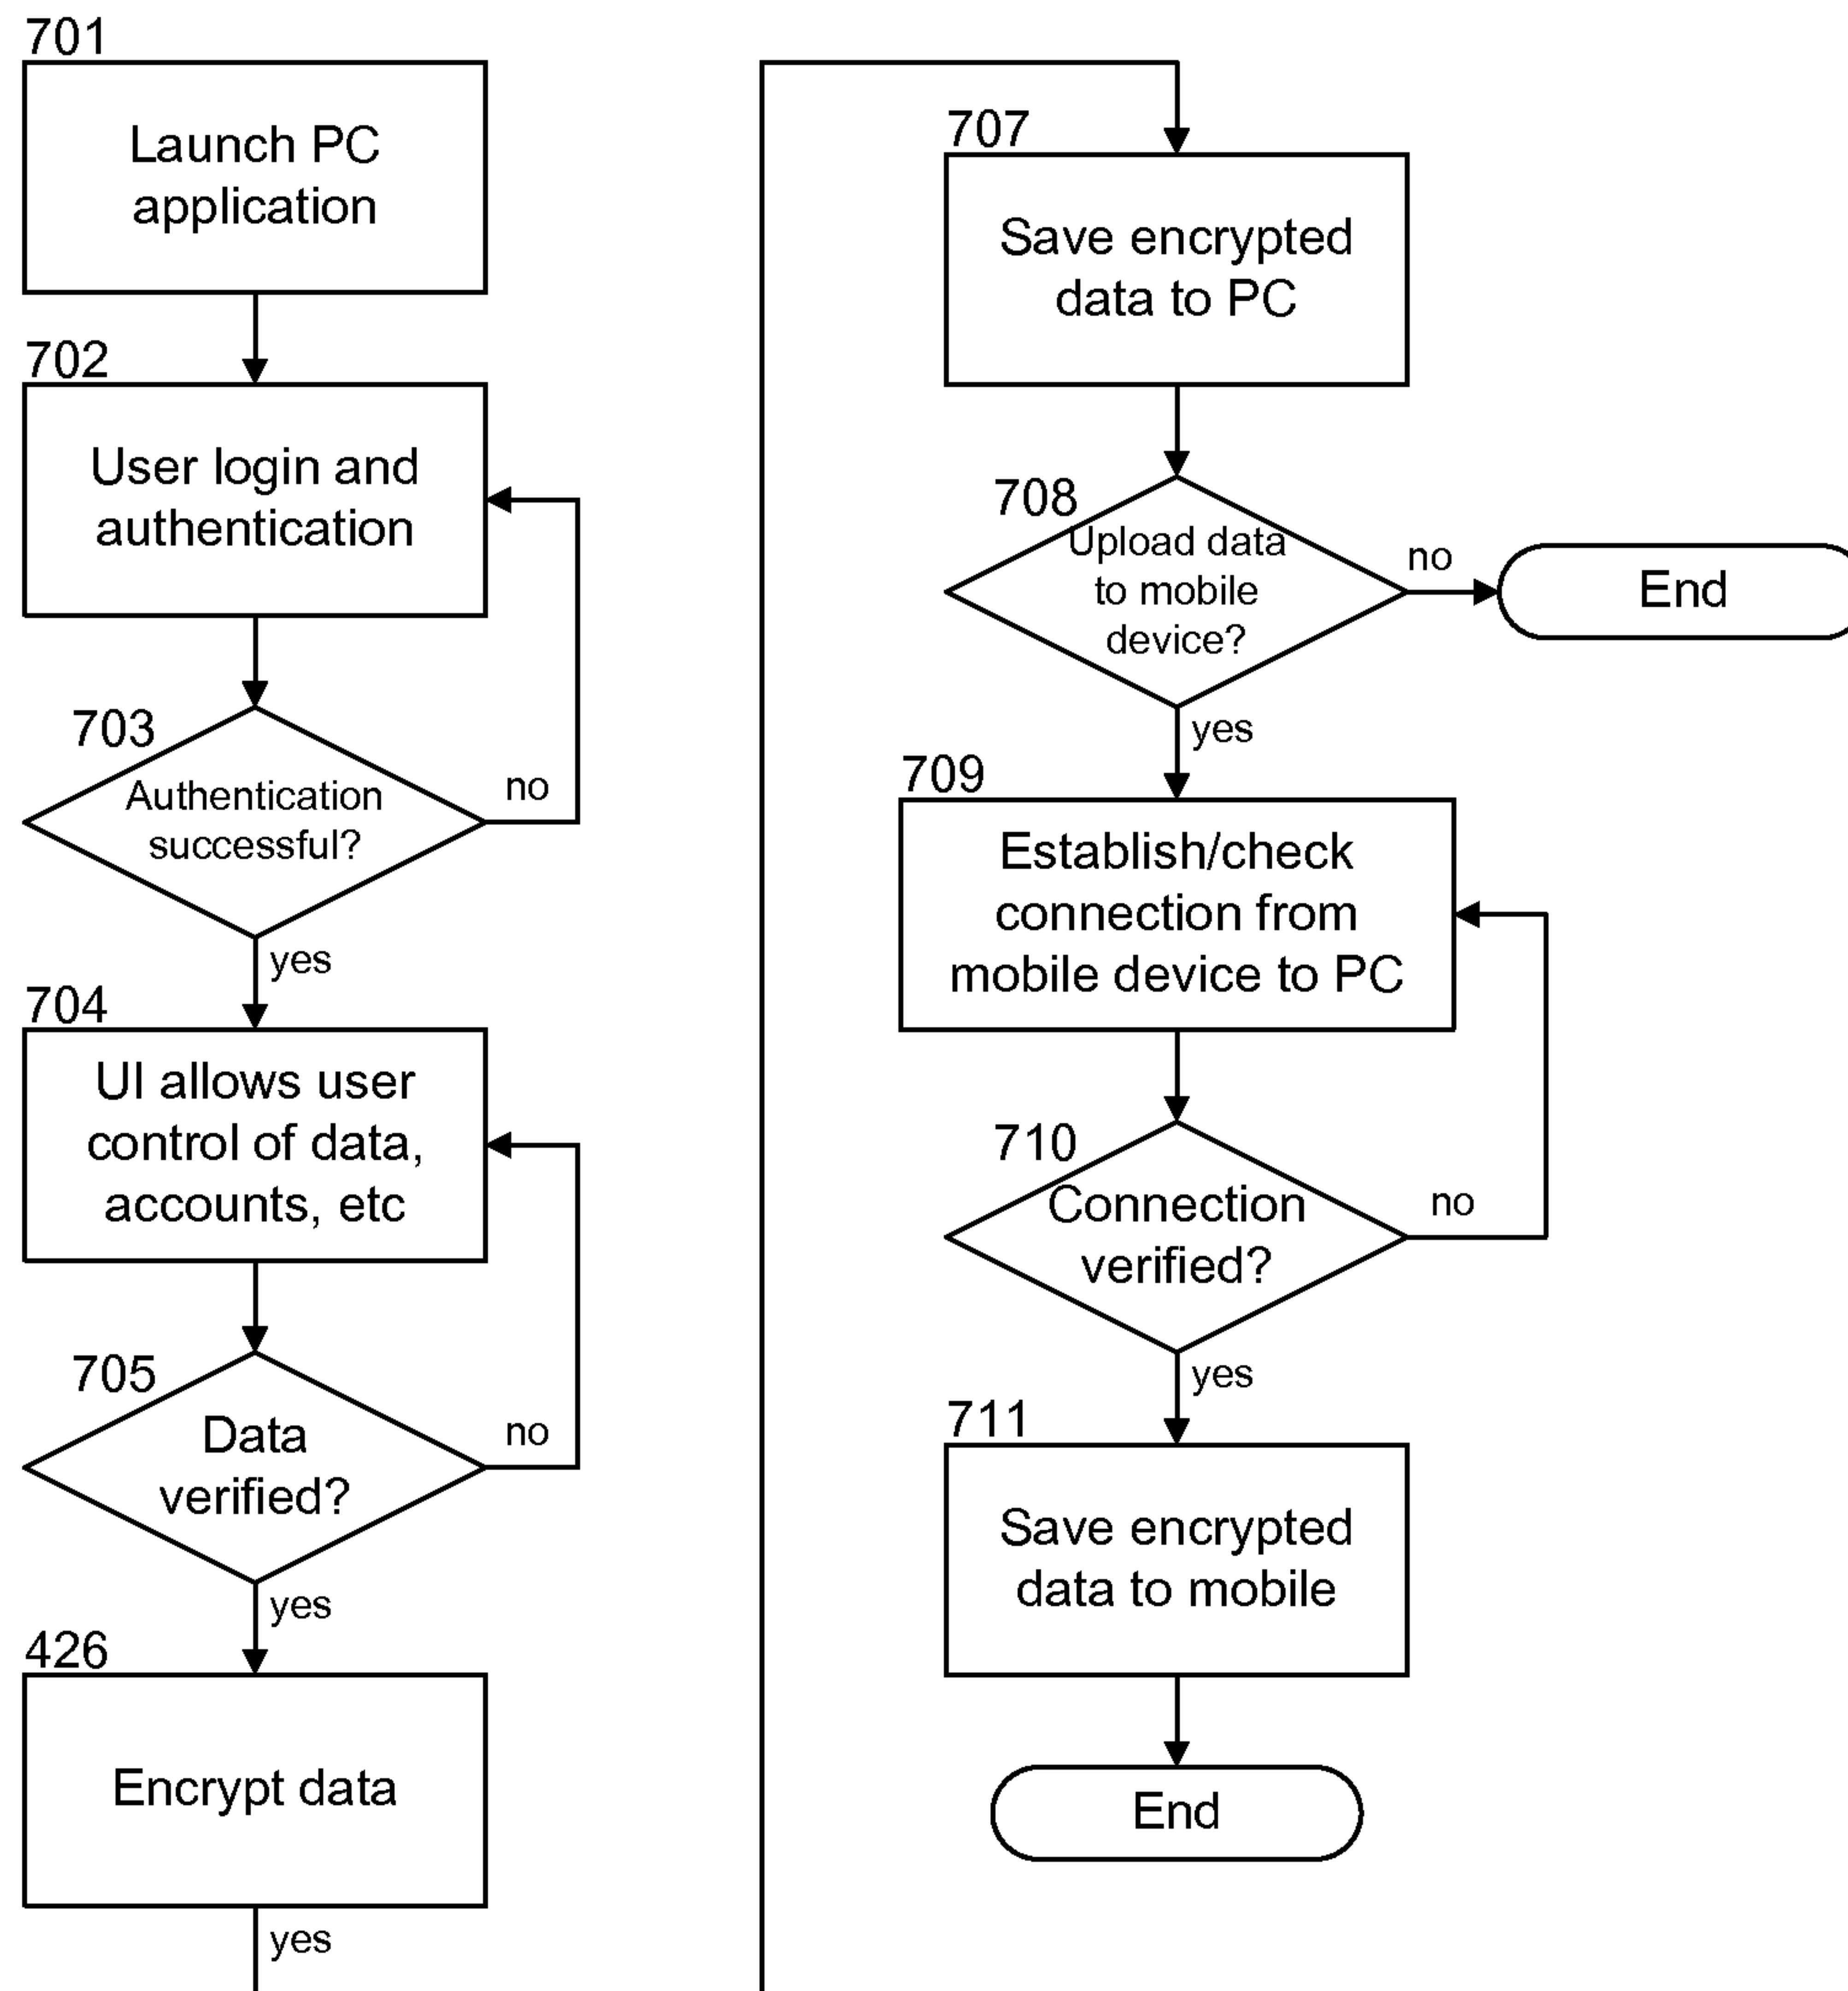 701
Launch PC
application
702
User login and
authentication
703
Authentication
successful?
no
yes
704
UI allows user
control of data,
accounts, etc
705
Data
verified?
no
yes
426
Encrypt data
yes
707
Save encrypted
data to PC
708
Upload data
to mobile
device?
no
End
yes
709
Establish/check
connection from
mobile device to PC
710
Connection
verified?
no
yes
711
Save encrypted
data to mobile
End